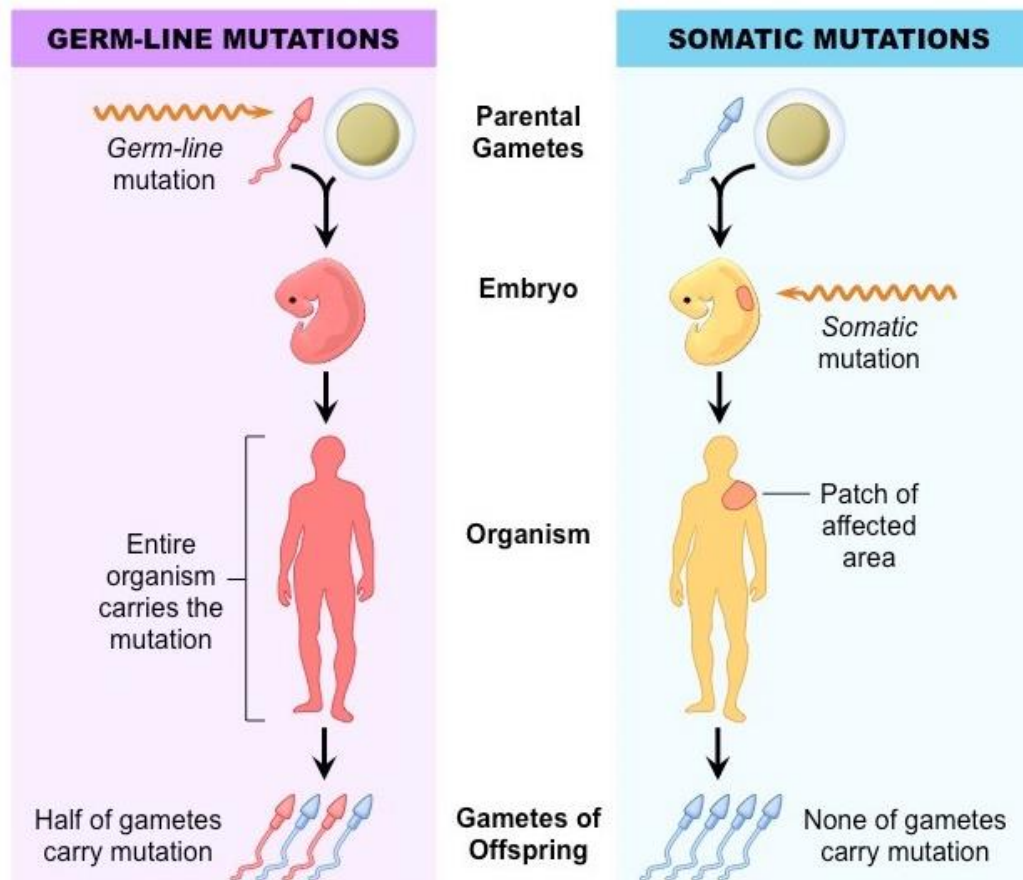 GERM-LINE MUTATIONS
SOMATIC MUTATIONS
Germ-line
mutation
Parental
Gametes
Embryo
Somatic
mutation
Entire
organism
carries the
mutation
Organism
Patch of
affected
area
Half of gametes
carry mutation
Gametes of
Offspring
None of gametes
carry mutation